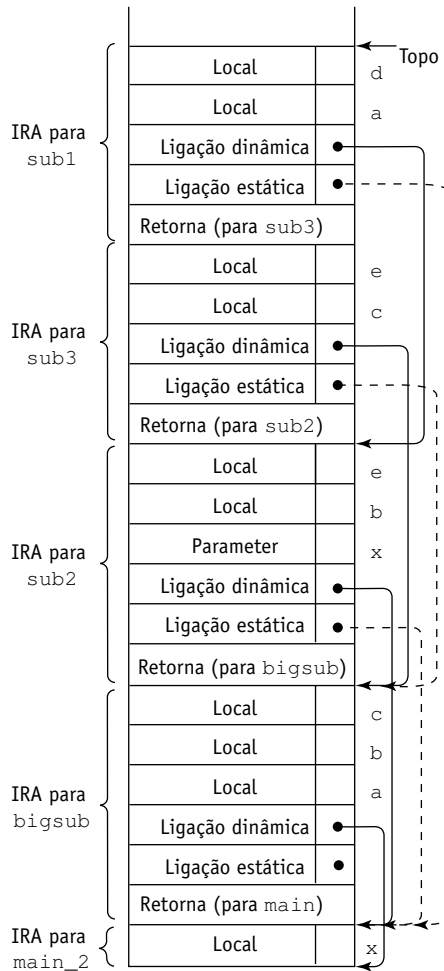 Topo
Local d
Local a
Ligação dinâmica
Ligação estática
Retorna (para sub3)
IRA para
sub1
Local e
Local c
Ligação dinâmica
Ligação estática
Retorna (para sub2)
IRA para
sub3
Local e
Local b
Parameter x
Ligação dinâmica
Ligação estática
Retorna (para bigsub)
IRA para
sub2
Local c
Local b
Local a
Ligação dinâmica
Ligação estática
Retorna (para main)
IRA para
bigsub
Local x
IRA para
main_2